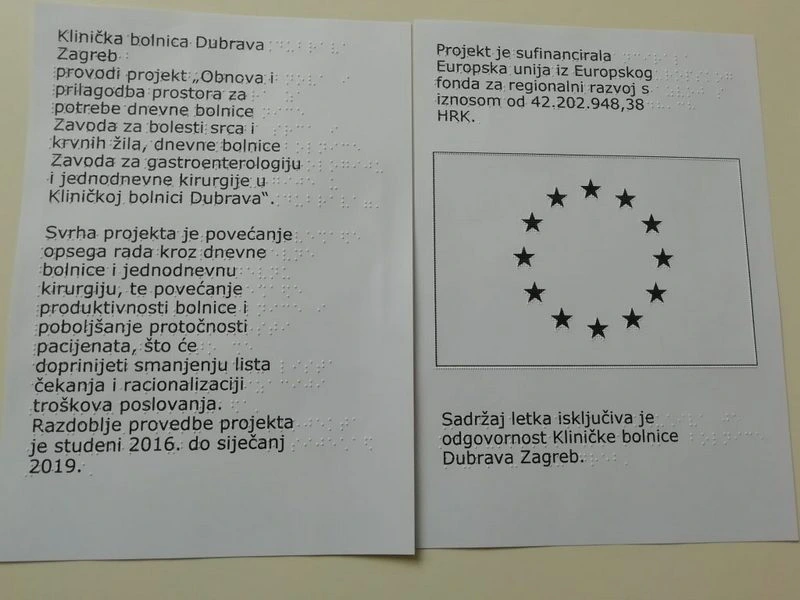 Klinička bolnica Dubrava
Zagreb
provodi projekt „Obnova i
prilagodba prostora za
potrebe dnevne bolnice
Zavoda za bolesti srca i
krvnih žila, dnevne bolnice
Zavoda za gastroenterologiju
i jednodnevne kirurgije u
Kliničkoj bolnici Dubrava“.
Svrha projekta je povećanje
opsega rada kroz dnevne
bolnice i jednodnevnu
kirurgiju, te povećanje
produktivnosti bolnice i
poboljšanje protočnosti
pacijenata, što će
doprinijeti smanjenju lista
čekanja i racionalizaciji
troškova poslovanja.
Razdoblje provedbe projekta
je studeni 2016. do siječanj
2019.
Projekt je sufinancirala
Europska unija iz Europskog
fonda za regionalni razvoj s
iznosom od 42.202.948,38
HRK.
Sadržaj letka isključiva je
odgovornost Kliničke bolnice
Dubrava Zagreb.